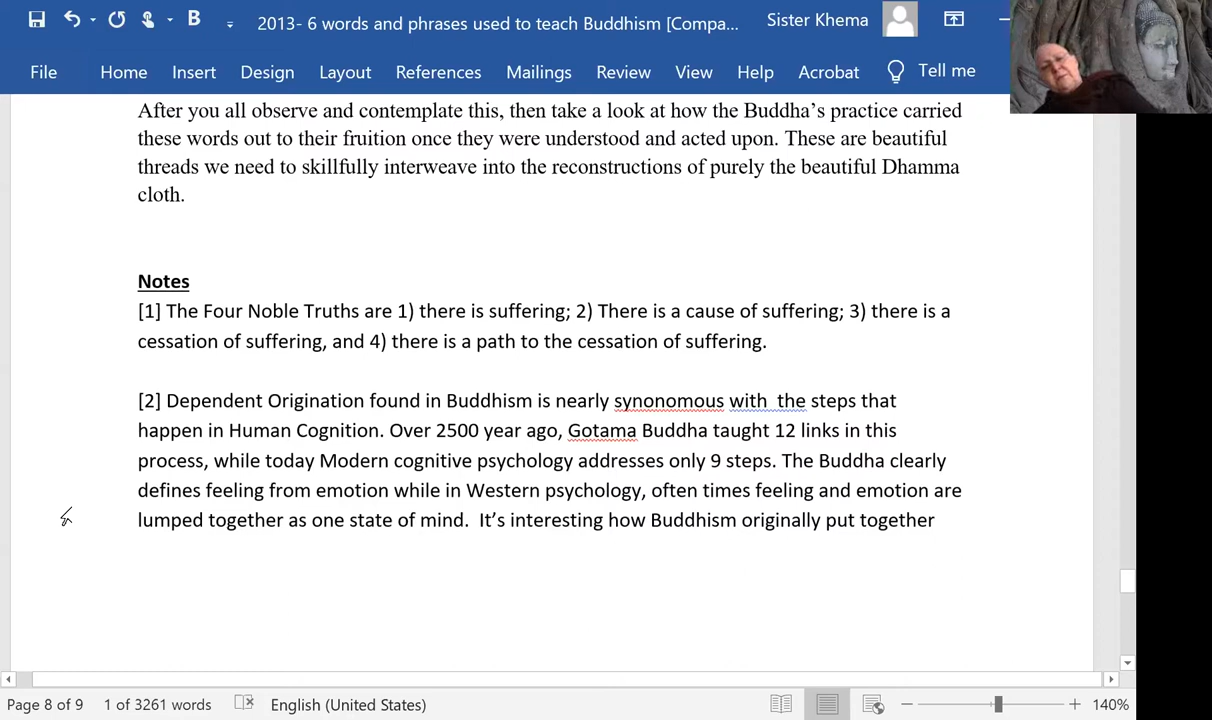 2013- 6 words and phrases used to teach Buddhism [Compa...
Sister Khema
File Home Insert Design Layout References Mailings Review View Help Acrobat Tell me
After you all observe and contemplate this, then take a look at how the Buddha’s practice carried
these words out to their fruition once they were understood and acted upon. These are beautiful
threads we need to skillfully interweave into the reconstructions of purely the beautiful Dhamma
cloth.
Notes
[1] The Four Noble Truths are 1) there is suffering; 2) There is a cause of suffering; 3) there is a
cessation of suffering, and 4) there is a path to the cessation of suffering.
[2] Dependent Origination found in Buddhism is nearly synonomous with  the steps that
happen in Human Cognition. Over 2500 year ago, Gotama Buddha taught 12 links in this
process, while today Modern cognitive psychology addresses only 9 steps. The Buddha clearly
defines feeling from emotion while in Western psychology, often times feeling and emotion are
lumped together as one state of mind.  It’s interesting how Buddhism originally put together
Page 8 of 9 1 of 3261 words English (United States) 140%